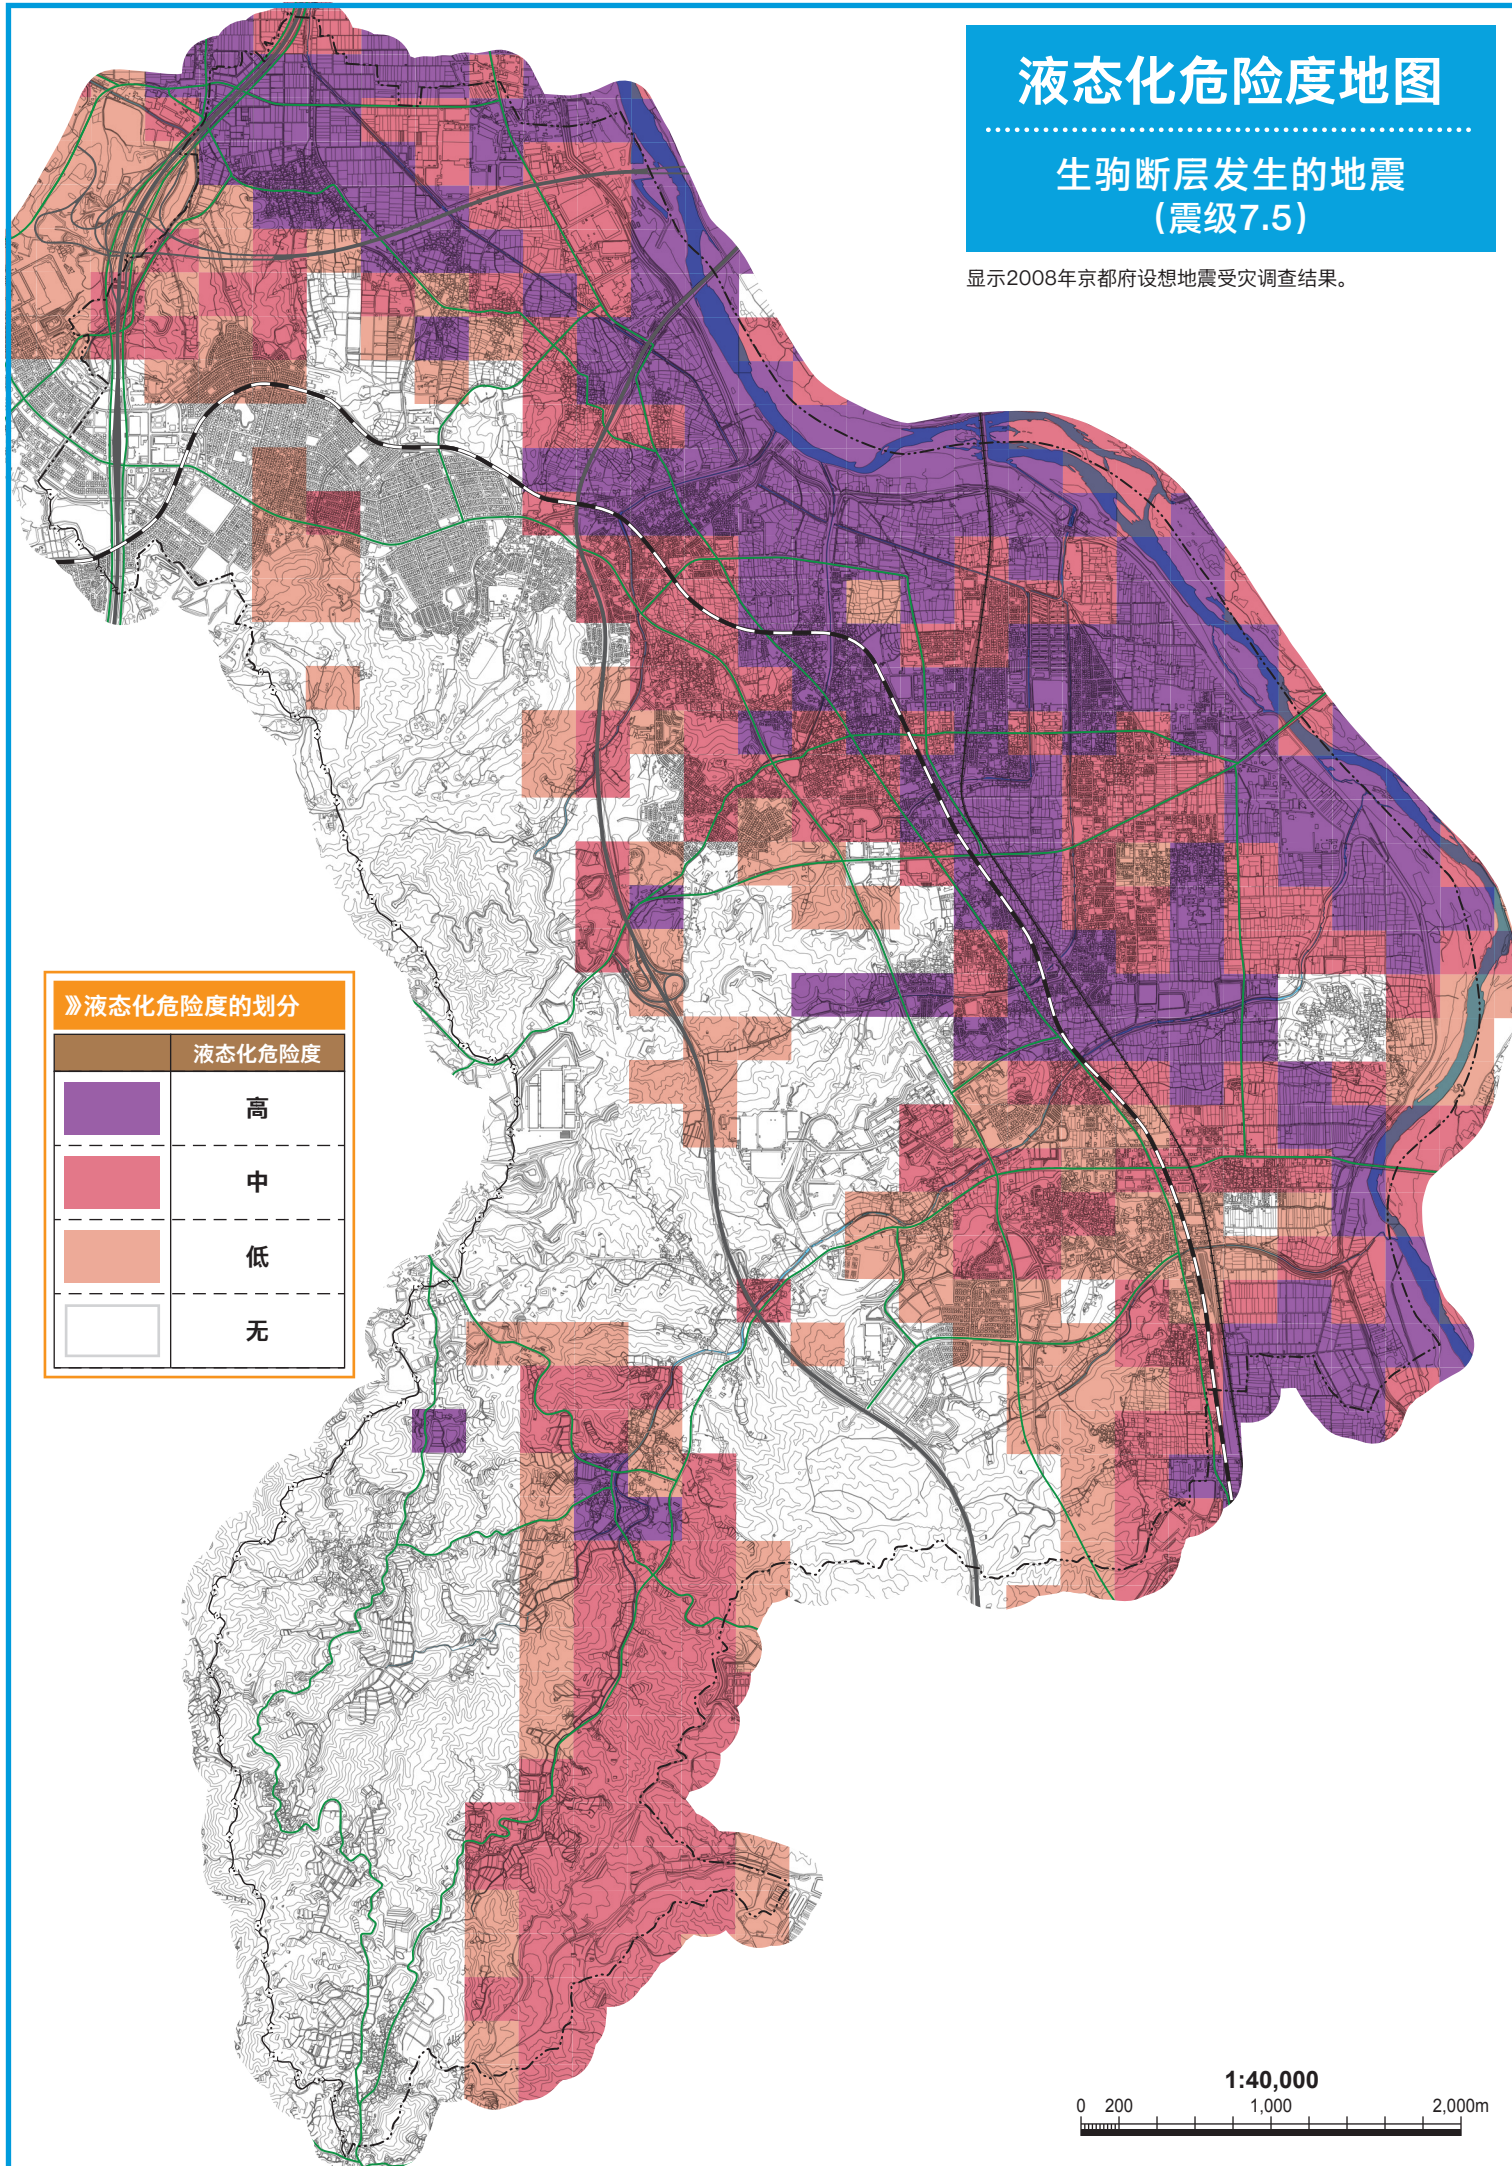 液态化危险度地图
生驹断层发生的地震
(震级7.5)
显示2008年京都府设想地震受灾调查结果。
》液态化危险度的划分
液态化危险度
高
中
低
无
1:40,000
0 200 1,000 2,000m